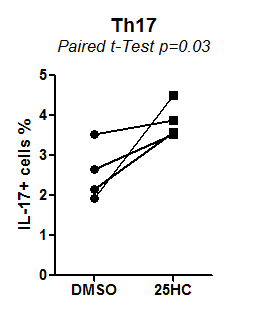 Th17
Paired t-Test p=0.03
IL-17+ cells %
5
4
3
2
1
0
DMSO 25HC